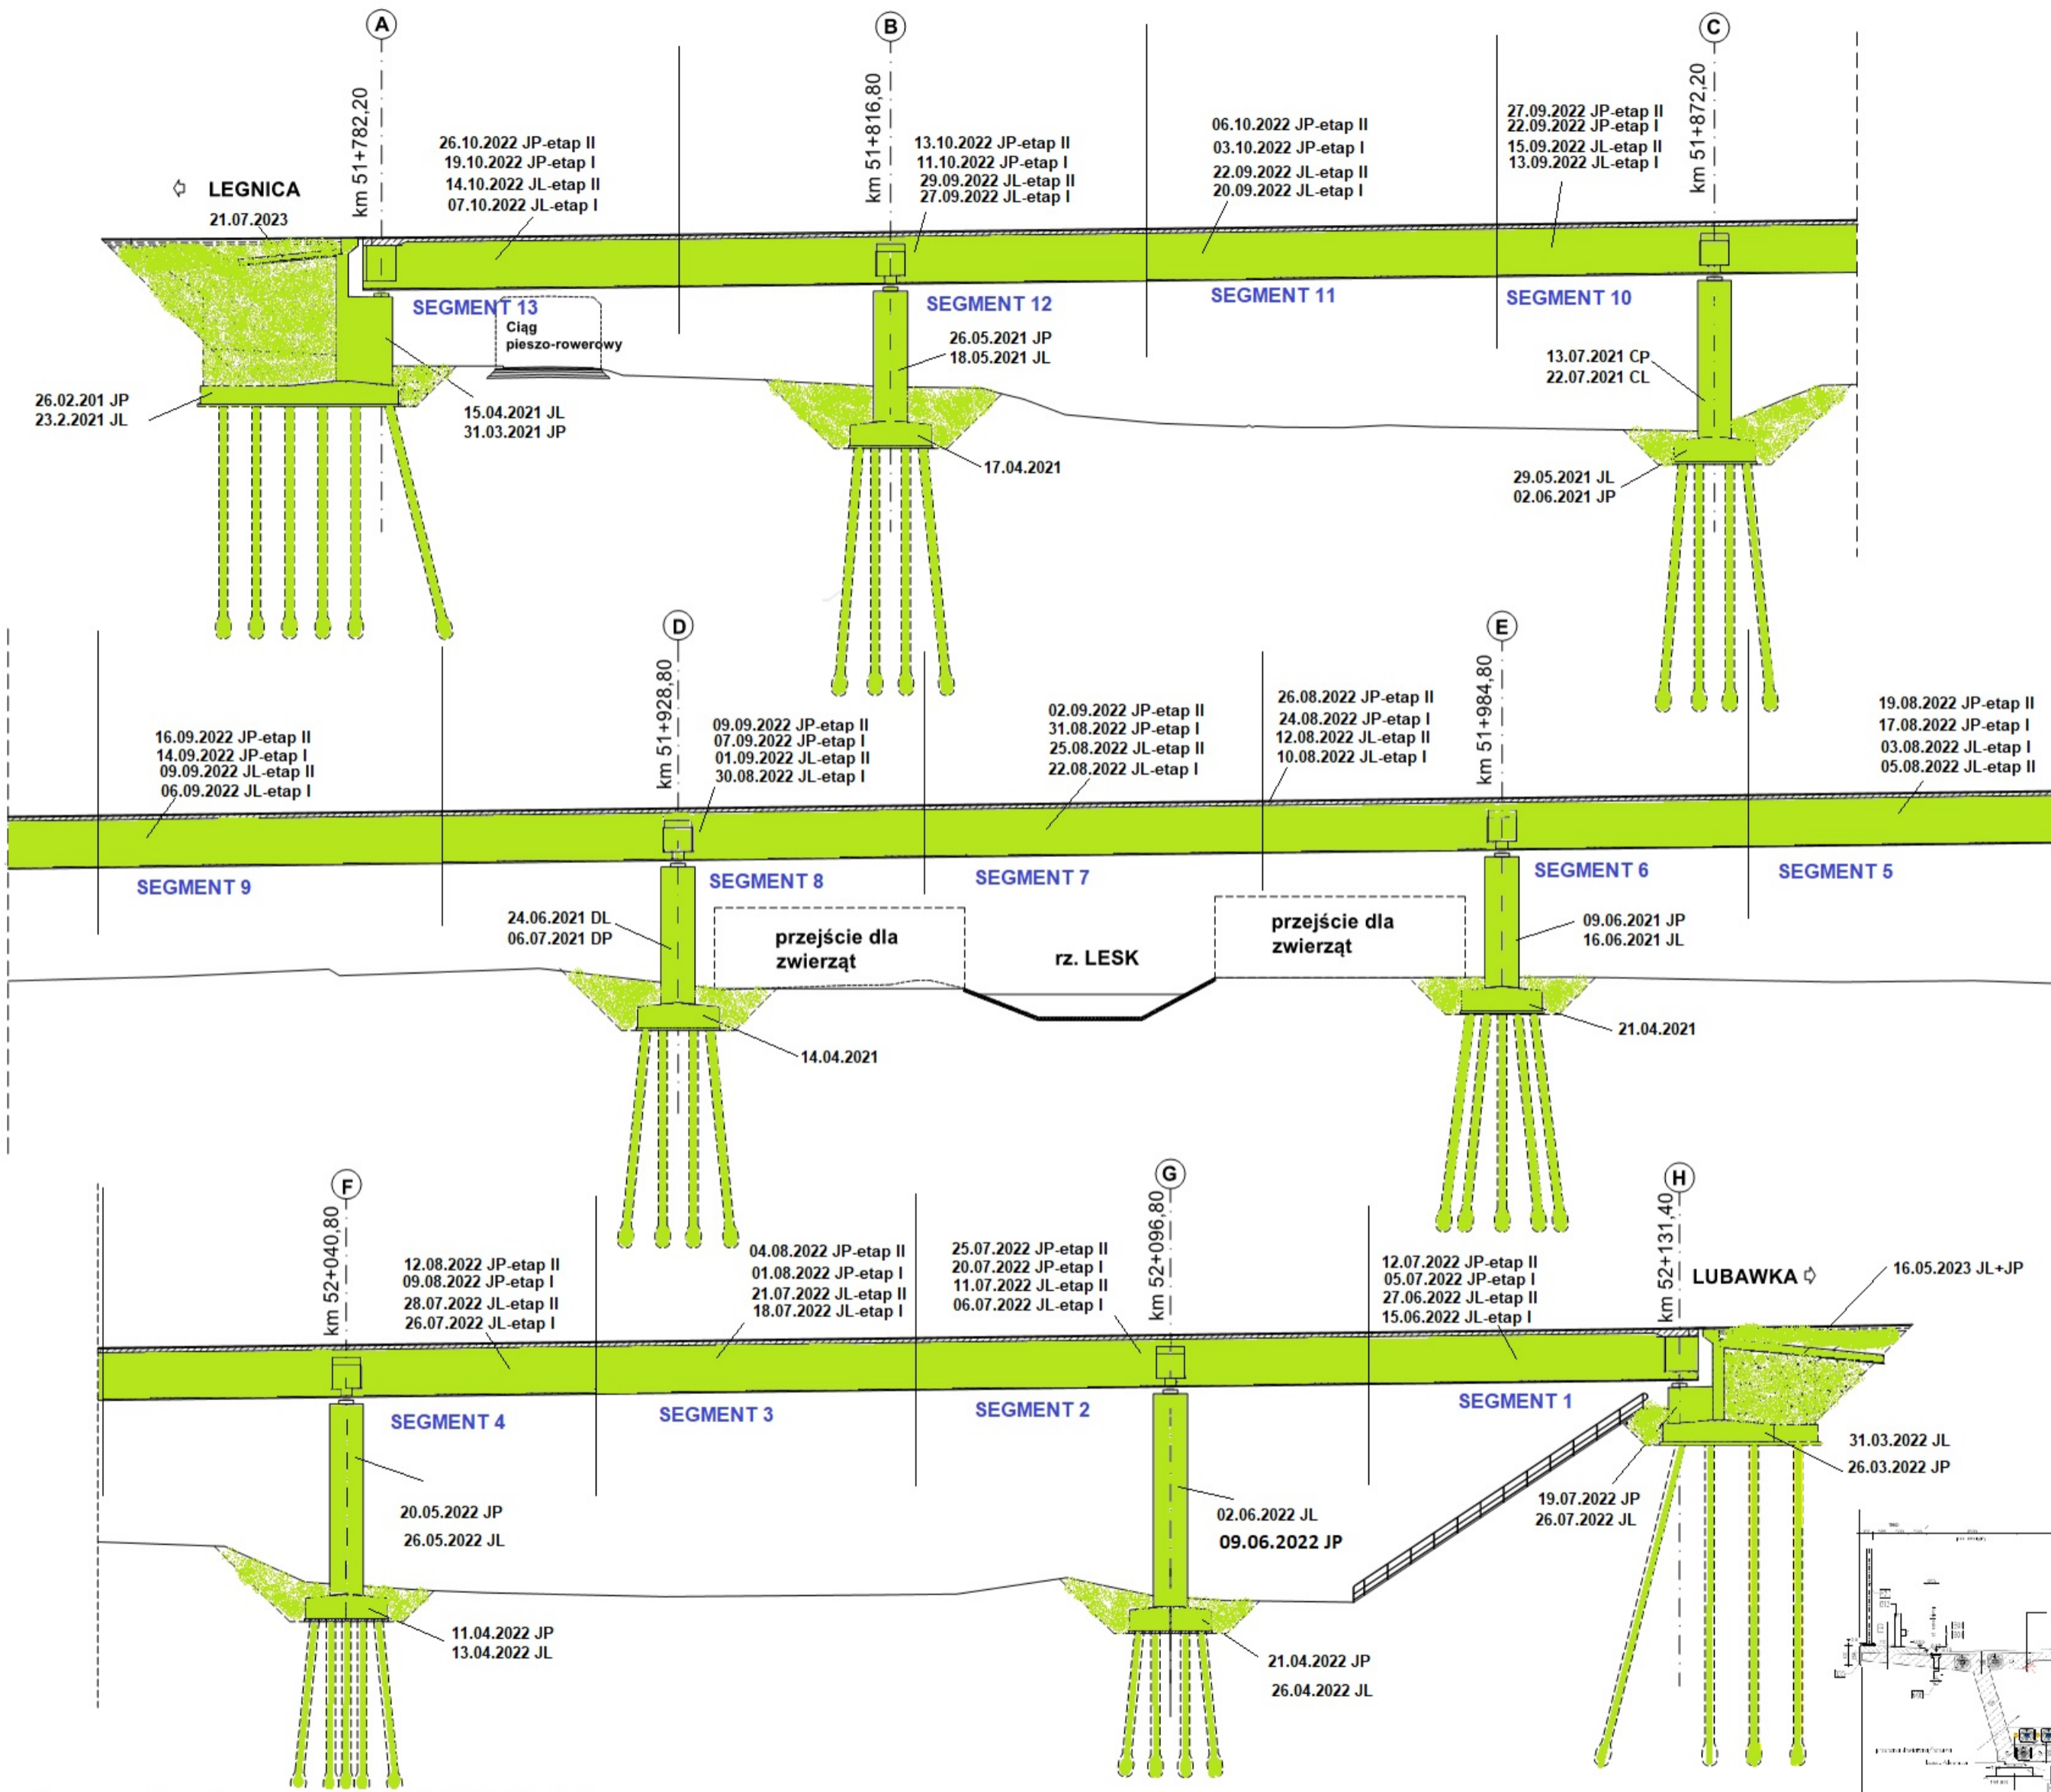 A
B
C
km 51+782,20
km 51+816,80
km 51+872,20
LEGNICA
21.07.2023
26.10.2022 JP-etap II
19.10.2022 JP-etap I
14.10.2022 JL-etap II
07.10.2022 JL-etap I
13.10.2022 JP-etap II
11.10.2022 JP-etap I
29.09.2022 JL-etap II
27.09.2022 JL-etap I
06.10.2022 JP-etap II
03.10.2022 JP-etap I
22.09.2022 JL-etap II
20.09.2022 JL-etap I
27.09.2022 JP-etap II
22.09.2022 JP-etap I
15.09.2022 JL-etap II
13.09.2022 JL-etap I
SEGMENT 13
SEGMENT 12
SEGMENT 11
SEGMENT 10
Ciąg
pieszo-rowerowy
26.05.2021 JP
18.05.2021 JL
13.07.2021 CP
22.07.2021 CL
26.02.201 JP
23.2.2021 JL
15.04.2021 JL
31.03.2021 JP
17.04.2021
29.05.2021 JL
02.06.2021 JP
D
E
km 51+928,80
km 51+984,80
16.09.2022 JP-etap II
14.09.2022 JP-etap I
09.09.2022 JL-etap II
06.09.2022 JL-etap I
09.09.2022 JP-etap II
07.09.2022 JP-etap I
01.09.2022 JL-etap II
30.08.2022 JL-etap I
02.09.2022 JP-etap II
31.08.2022 JP-etap I
25.08.2022 JL-etap II
22.08.2022 JL-etap I
26.08.2022 JP-etap II
24.08.2022 JP-etap I
12.08.2022 JL-etap II
10.08.2022 JL-etap I
19.08.2022 JP-etap II
17.08.2022 JP-etap I
03.08.2022 JL-etap I
05.08.2022 JL-etap II
SEGMENT 9
SEGMENT 8
SEGMENT 7
SEGMENT 6
SEGMENT 5
24.06.2021 DL
06.07.2021 DP
przejście dla
zwierząt
rz. LESK
przejście dla
zwierząt
09.06.2021 JP
16.06.2021 JL
14.04.2021
21.04.2021
F
G
H
km 52+040,80
km 52+096,80
km 52+131,40
12.08.2022 JP-etap II
09.08.2022 JP-etap I
28.07.2022 JL-etap II
26.07.2022 JL-etap I
04.08.2022 JP-etap II
01.08.2022 JP-etap I
21.07.2022 JL-etap II
18.07.2022 JL-etap I
25.07.2022 JP-etap II
20.07.2022 JP-etap I
11.07.2022 JL-etap II
06.07.2022 JL-etap I
12.07.2022 JP-etap II
05.07.2022 JP-etap I
27.06.2022 JL-etap II
15.06.2022 JL-etap I
LUBAWKA
16.05.2023 JL+JP
SEGMENT 4
SEGMENT 3
SEGMENT 2
SEGMENT 1
20.05.2022 JP
26.05.2022 JL
02.06.2022 JL
09.06.2022 JP
31.03.2022 JL
26.03.2022 JP
19.07.2022 JP
26.07.2022 JL
11.04.2022 JP
13.04.2022 JL
21.04.2022 JP
26.04.2022 JL